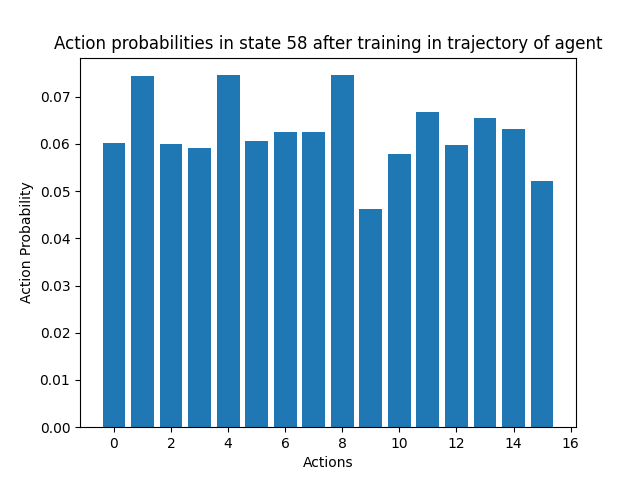 Action probabilities in state 58 after training in trajectory of agent
0.07
0.06
0.05
0.04
0.03
0.02
0.01
0.00
Action Probability
0 2 4 6 8 10 12 14 16
Actions